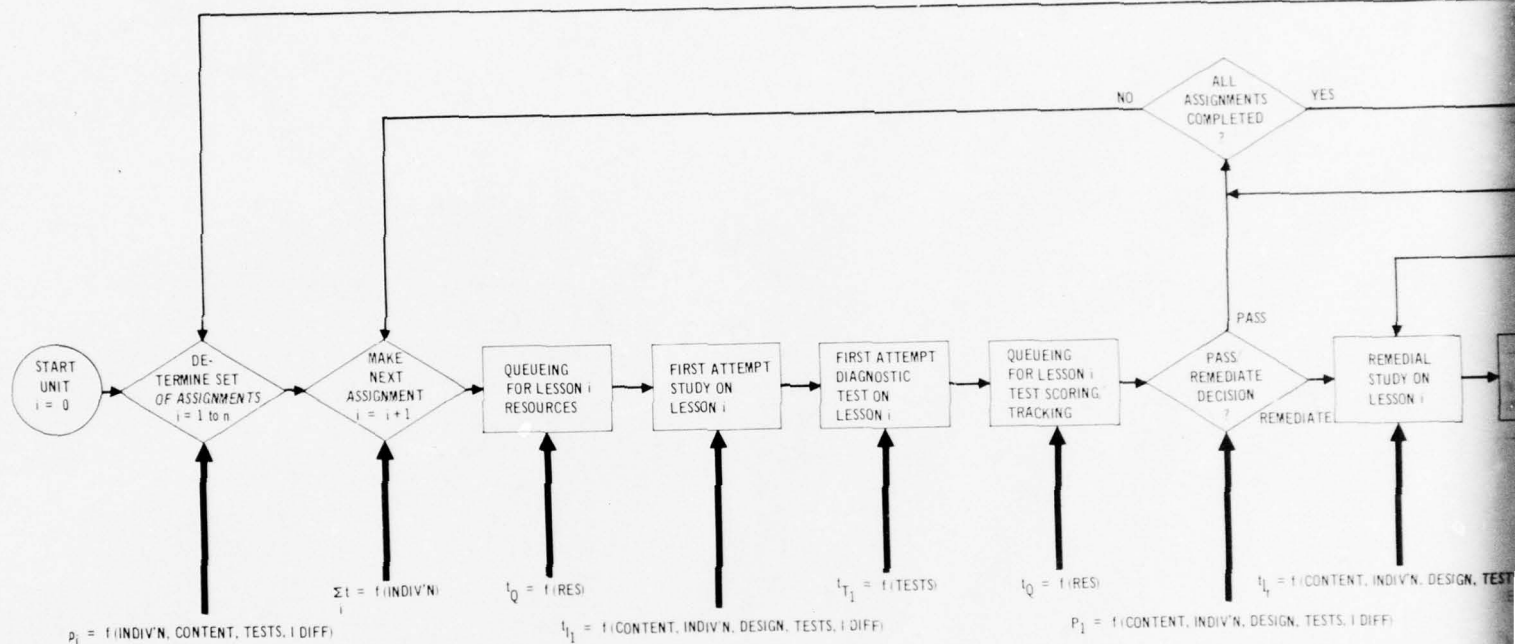 ALL
ASSIGNMENTS
COMPLETED
?
NO
YES
PASS
START
UNIT
i = 0
DE-
TERMINE SET
OF ASSIGNMENTS
i = 1 to n
MAKE
NEXT
ASSIGNMENT
i = i + 1
QUEUEING
FOR LESSON i
RESOURCES
FIRST ATTEMPT
STUDY ON
LESSON i
FIRST ATTEMPT
DIAGNOSTIC
TEST ON
LESSON i
QUEUEING
FOR LESSON i
TEST SCORING,
TRACKING
PASS/
REMEDIATE
DECISION
?
REMEDIATE
REMEDIAL
STUDY ON
LESSON i
Σt = f (INDIV'N)
i
t_Q = f (RES)
t_T1 = f (TESTS)
t_Q = f (RES)
t_Ir = f (CONTENT, INDIV'N, DESIGN, TEST
P_i = f (INDIV'N, CONTENT, TESTS, I DIFF)
t_I1 = f (CONTENT, INDIV'N, DESIGN, TESTS, I DIFF)
P_1 = f (CONTENT, INDIV'N, DESIGN, TESTS, I DIFF)